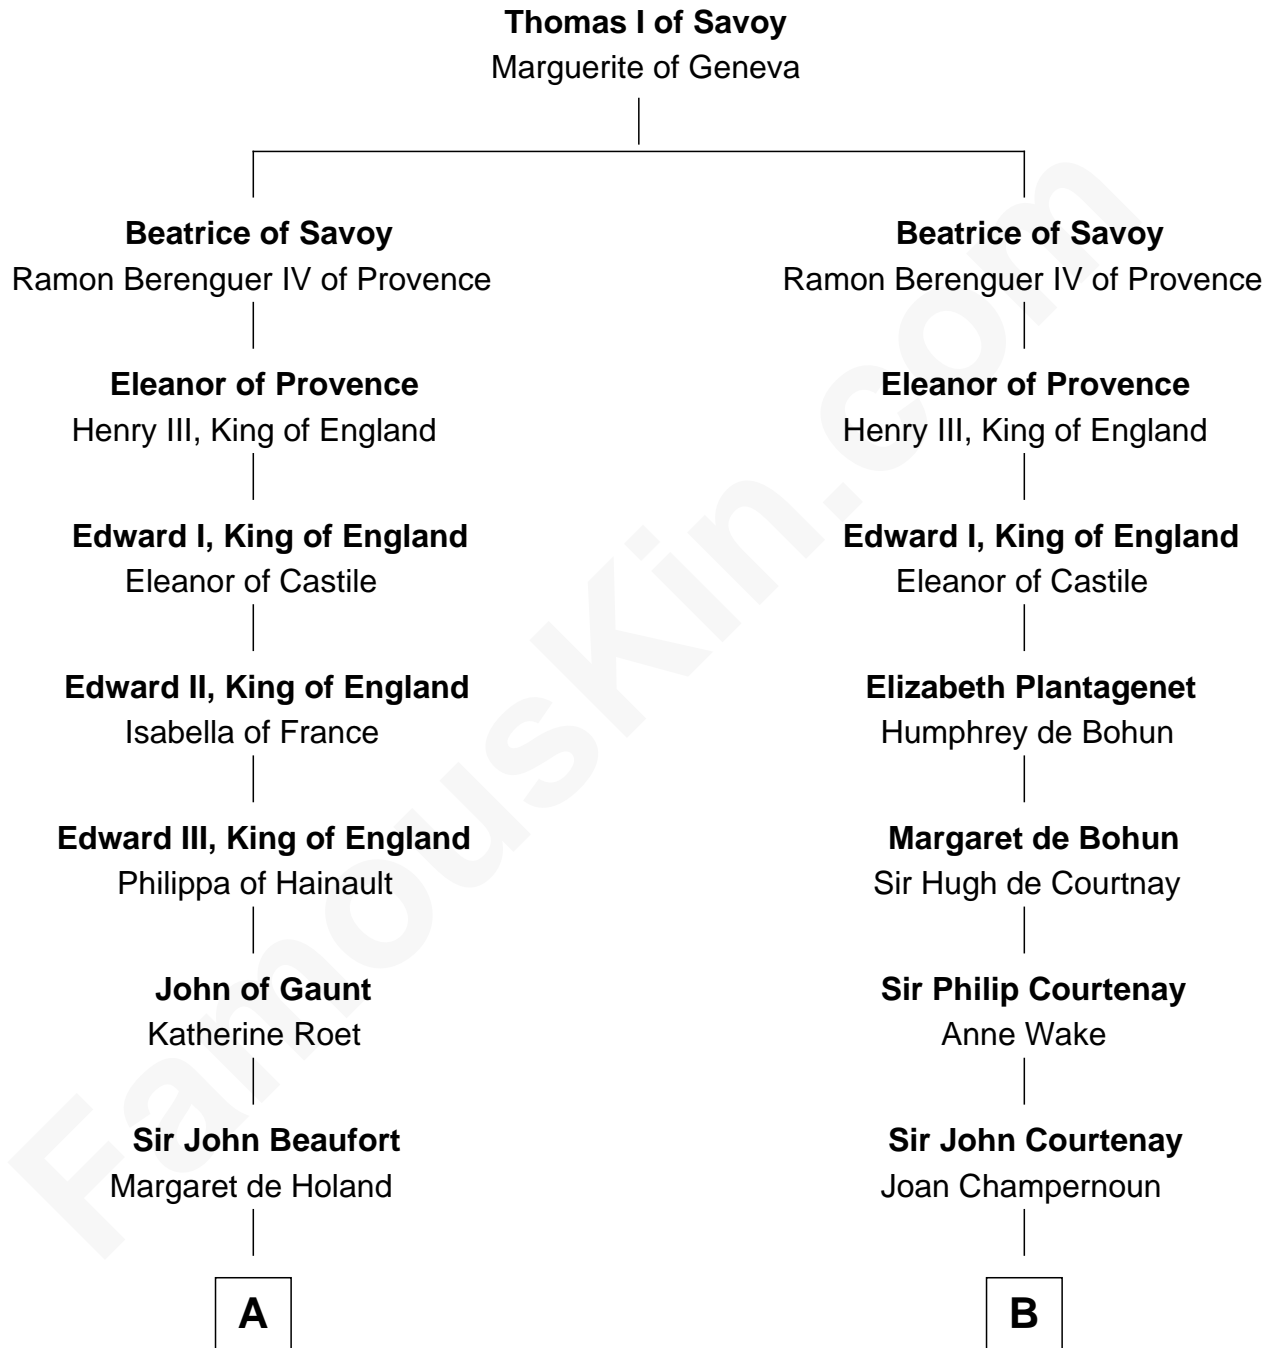 Thomas I of Savoy
Marguerite of Geneva
Beatrice of Savoy
Ramon Berenguer IV of Provence
Eleanor of Provence
Henry III, King of England
Edward I, King of England
Eleanor of Castile
Edward II, King of England
Isabella of France
Edward III, King of England
Philippa of Hainault
John of Gaunt
Katherine Roet
Sir John Beaufort
Margaret de Holand
A
Beatrice of Savoy
Ramon Berenguer IV of Provence
Eleanor of Provence
Henry III, King of England
Edward I, King of England
Eleanor of Castile
Elizabeth Plantagenet
Humphrey de Bohun
Margaret de Bohun
Sir Hugh de Courtnay
Sir Philip Courtenay
Anne Wake
Sir John Courtenay
Joan Champernoun
B
FamousKin.com